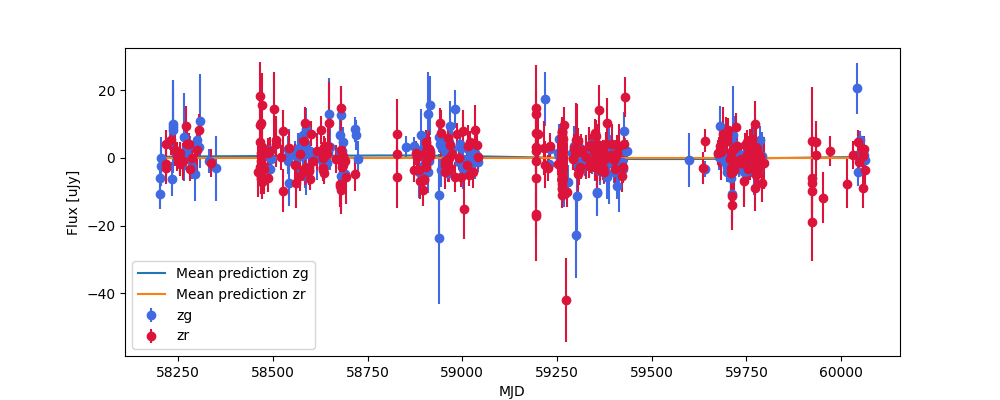 20
0
−20
−40
Flux [uJy]
Mean prediction zg
Mean prediction zr
zg
zr
58250 58500 58750 59000 59250 59500 59750 60000
MJD